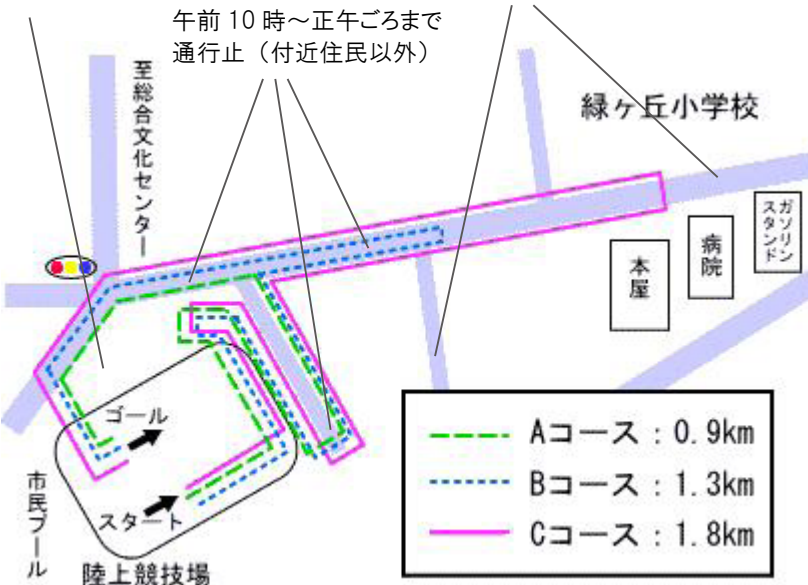 午前 10 時～正午ごろまで
通行止（付近住民以外）
至総合文化センター
緑ヶ丘小学校
ガソリン
スタンド
病院
本屋
ゴール
スタート
市民プール
陸上競技場
Aコース：0.9km
Bコース：1.3km
Cコース：1.8km